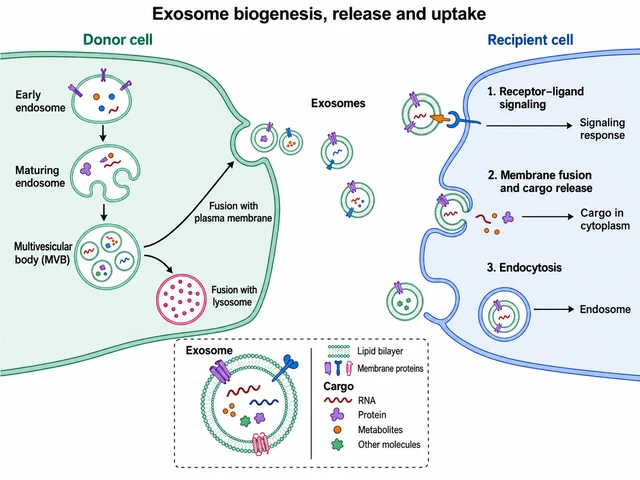 Exosome biogenesis, release and uptake
Donor cell
Recipient cell
Early
endosome
Maturing
endosome
Multivesicular
body (MVB)
Fusion with
plasma membrane
Fusion with
lysosome
Exosomes
1. Receptor–ligand
signaling
Signaling
response
2. Membrane fusion
and cargo release
Cargo in
cytoplasm
3. Endocytosis
Endosome
Exosome
Lipid bilayer
Membrane proteins
Cargo
RNA
Protein
Metabolites
Other molecules